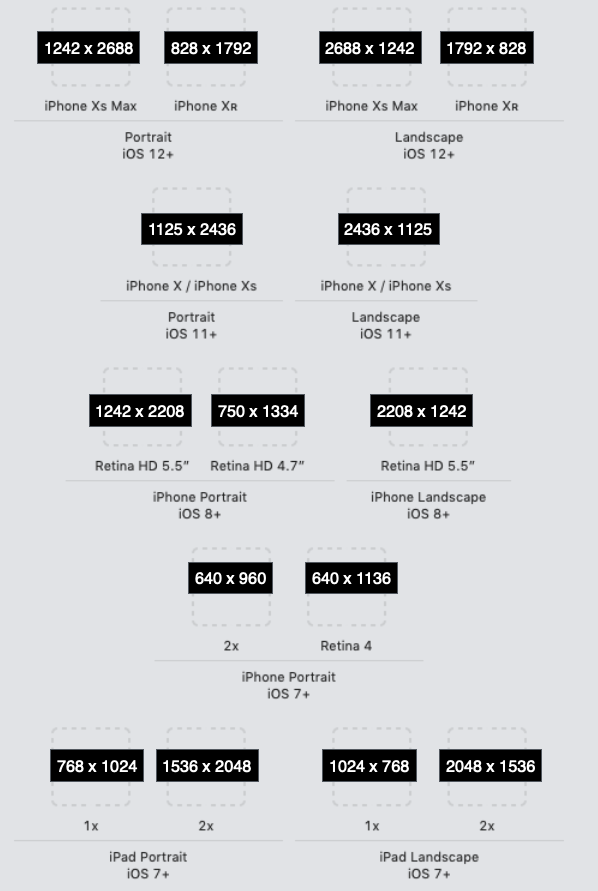 1242 x 2688 828 x 1792 2688 x 1242 1792 x 828
iPhone Xs Max iPhone XR iPhone Xs Max iPhone XR
Portrait Landscape
iOS 12+ iOS 12+
1125 x 2436 2436 x 1125
iPhone X / iPhone Xs iPhone X / iPhone Xs
Portrait Landscape
iOS 11+ iOS 11+
1242 x 2208 750 x 1334 2208 x 1242
Retina HD 5.5” Retina HD 4.7” Retina HD 5.5”
iPhone Portrait iPhone Landscape
iOS 8+ iOS 8+
640 x 960 640 x 1136
2x Retina 4
iPhone Portrait
iOS 7+
768 x 1024 1536 x 2048 1024 x 768 2048 x 1536
1x 2x 1x 2x
iPad Portrait iPad Landscape
iOS 7+ iOS 7+